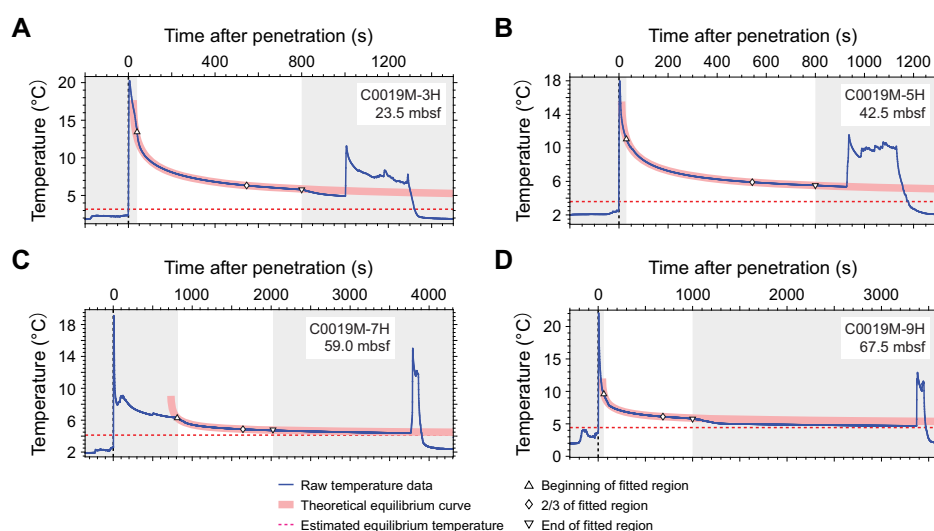 A
Time after penetration (s)
0 400 800 1200
Temperature (°C)
20
15
10
5
C0019M-3H
23.5 mbsf
B
Time after penetration (s)
0 400 800 1200
Temperature (°C)
18
14
10
6
2
C0019M-5H
42.5 mbsf
C
Time after penetration (s)
0 1000 2000 3000 4000
Temperature (°C)
18
14
10
6
2
C0019M-7H
59.0 mbsf
D
Time after penetration (s)
0 1000 2000 3000
Temperature (°C)
20
15
10
5
0
C0019M-9H
67.5 mbsf
Raw temperature data
Theoretical equilibrium curve
Estimated equilibrium temperature
Beginning of fitted region
2/3 of fitted region
End of fitted region